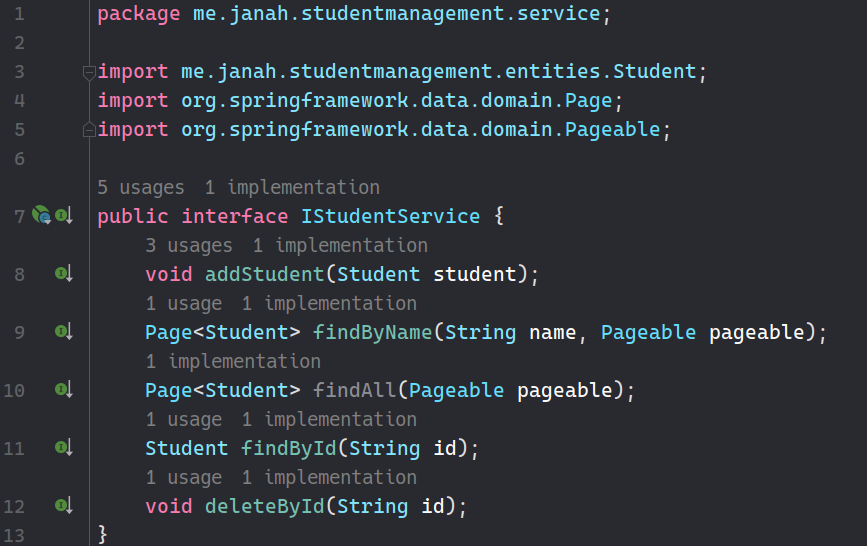 1 package me.janah.studentmanagement.service;
2
3 import me.janah.studentmanagement.entities.Student;
4 import org.springframework.data.domain.Page;
5 import org.springframework.data.domain.Pageable;
6
5 usages 1 implementation
7 public interface IStudentService {
3 usages 1 implementation
8 void addStudent(Student student);
1 usage 1 implementation
9 Page<Student> findByName(String name, Pageable pageable);
1 implementation
10 Page<Student> findAll(Pageable pageable);
1 usage 1 implementation
11 Student findById(String id);
1 usage 1 implementation
12 void deleteById(String id);
13 }